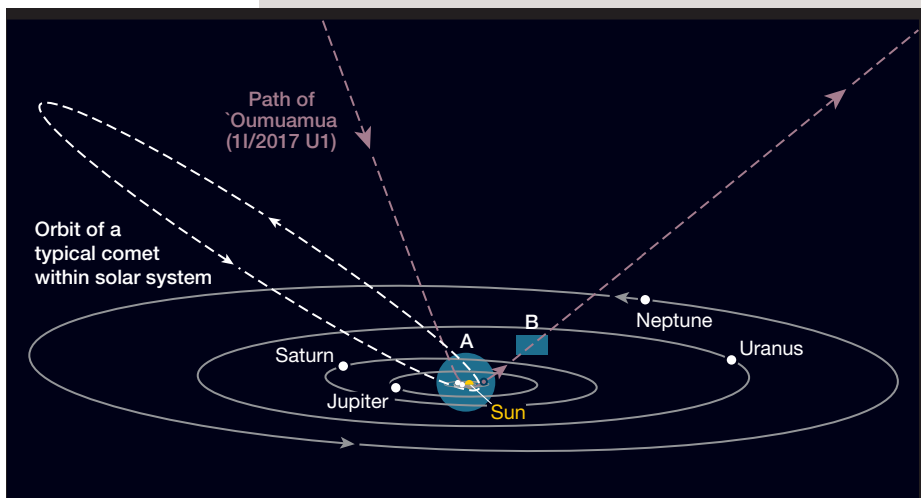 Path of
`Oumuamua
(1I/2017 U1)
Orbit of a
typical comet
within solar system
A
B
Neptune
Uranus
Saturn
Jupiter
Sun